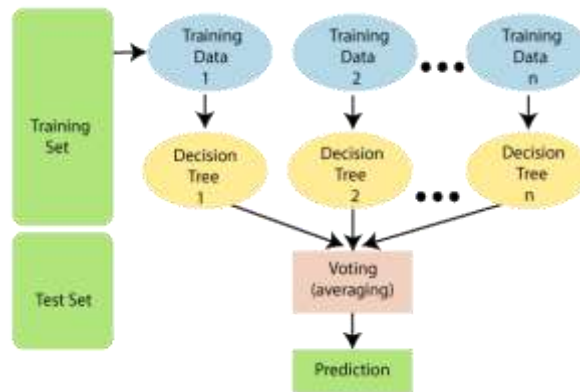 Training
Set
Test Set
Training
Data
1
Training
Data
2
Training
Data
n
Decision
Tree
1
Decision
Tree
2
Decision
Tree
n
Voting
(averaging)
Prediction